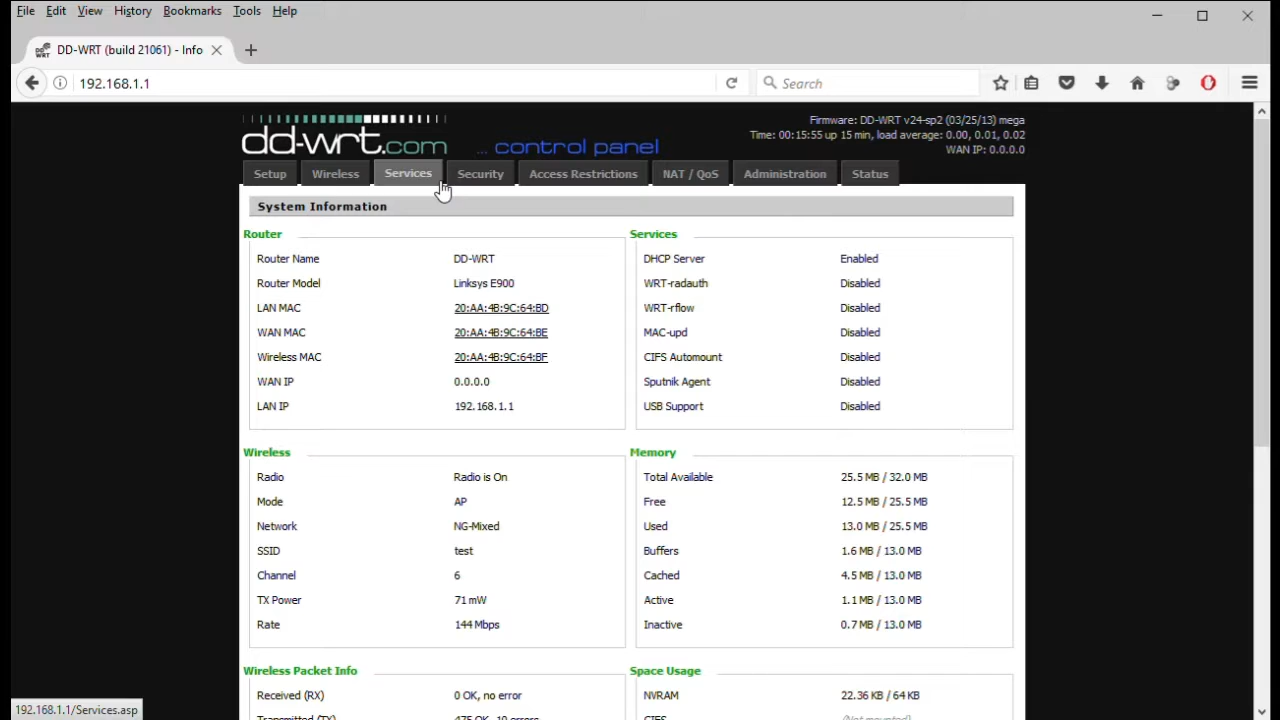 File Edit View History Bookmarks Tools Help
DD-WRT (build 21061) - Info
192.168.1.1
Search
dd-wrt.com ... control panel
Firmware: DD-WRT v24-sp2 (03/25/13) mega
Time: 00:15:55 up 15 min, load average: 0.00, 0.01, 0.02
WAN IP: 0.0.0.0
Setup Wireless Services Security Access Restrictions NAT / QoS Administration Status
System Information
Router
Router Name DD-WRT
Router Model Linksys E900
LAN MAC 20:AA:4B:9C:64:BD
WAN MAC 20:AA:4B:9C:64:BE
Wireless MAC 20:AA:4B:9C:64:BF
WAN IP 0.0.0.0
LAN IP 192.168.1.1
Services
DHCP Server Enabled
WRT-radauth Disabled
WRT-rflow Disabled
MAC-upd Disabled
CIFS Automount Disabled
Sputnik Agent Disabled
USB Support Disabled
Wireless
Radio Radio is On
Mode AP
Network NG-Mixed
SSID test
Channel 6
TX Power 71 mW
Rate 144 Mbps
Memory
Total Available 25.5 MB / 32.0 MB
Free 12.5 MB / 25.5 MB
Used 13.0 MB / 25.5 MB
Buffers 1.6 MB / 13.0 MB
Cached 4.5 MB / 13.0 MB
Active 1.1 MB / 13.0 MB
Inactive 0.7 MB / 13.0 MB
Wireless Packet Info
Received (RX) 0 OK, no error
Transmitted (TX) 475 OK, 10 errors
Space Usage
NVRAM 22.36 KB / 64 KB
CIFS (Not mounted)
192.168.1.1/Services.asp